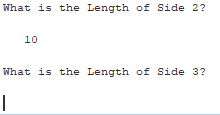 What is the Length of Side 2?
10
What is the Length of Side 3?